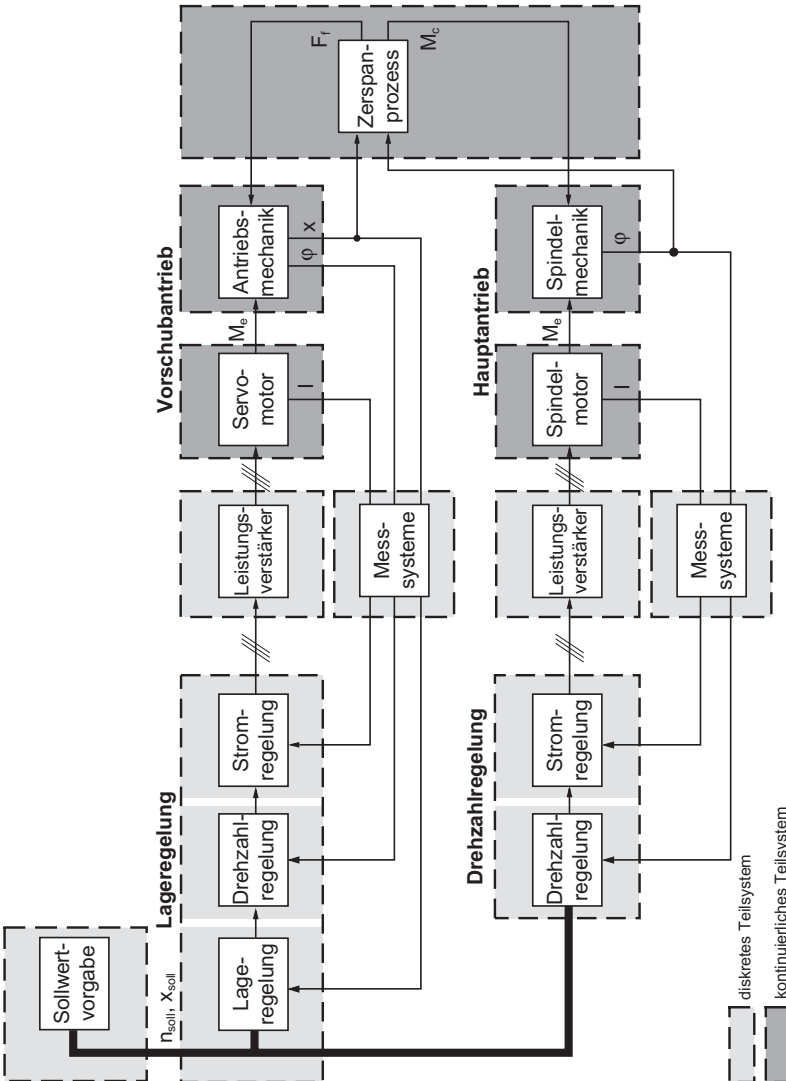 Sollwert-
vorgabe
n_soll, x_soll
Lageregelung
Lage-
regelung
Drehzahl-
regelung
Strom-
regelung
Leistungs-
verstärker
Mess-
systeme
Vorschubantrieb
Servo-
motor
I
M_e
Antriebs-
mechanik
φ
x
F_f
Zerspan-
prozess
M_c
Drehzahlregelung
Drehzahl-
regelung
Strom-
regelung
Leistungs-
verstärker
Mess-
systeme
Hauptantrieb
Spindel-
motor
I
M_e
Spindel-
mechanik
φ
diskretes Teilsystem
kontinuierliches Teilsystem